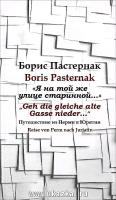 Борис Пастернак
Boris Pasternak
«Я на той же
улице старинной...»
„Geh die gleiche alte
Gasse nieder..."
Путешествие из Перми в Юрятин
Reise von Perm nach Jurjatin